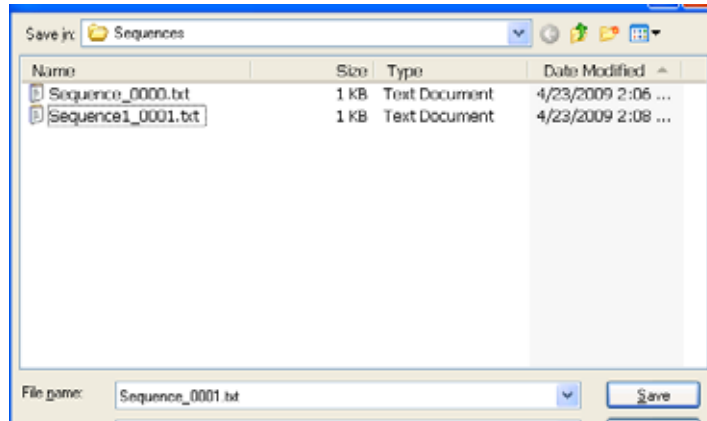 Save in: Sequences
Name Size Type Date Modified
Sequence_0000.txt 1 KB Text Document 4/23/2009 2:06 ...
Sequence1_0001.txt 1 KB Text Document 4/23/2009 2:08 ...
File name: Sequence_0001.txt Save